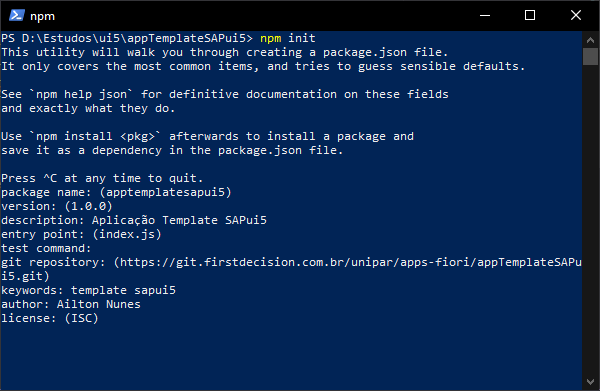 npm
PS D:\Estudos\ui5\appTemplateSAPui5> npm init
This utility will walk you through creating a package.json file.
It only covers the most common items, and tries to guess sensible defaults.
See `npm help json` for definitive documentation on these fields
and exactly what they do.
Use `npm install <pkg>` afterwards to install a package and
save it as a dependency in the package.json file.
Press ^C at any time to quit.
package name: (apptemplatesapui5)
version: (1.0.0)
description: Aplicação Template SAPui5
entry point: (index.js)
test command:
git repository: (https://git.firstdecision.com.br/unipar/apps-fiori/appTemplateSAPu
i5.git)
keywords: template sapui5
author: Ailton Nunes
license: (ISC)